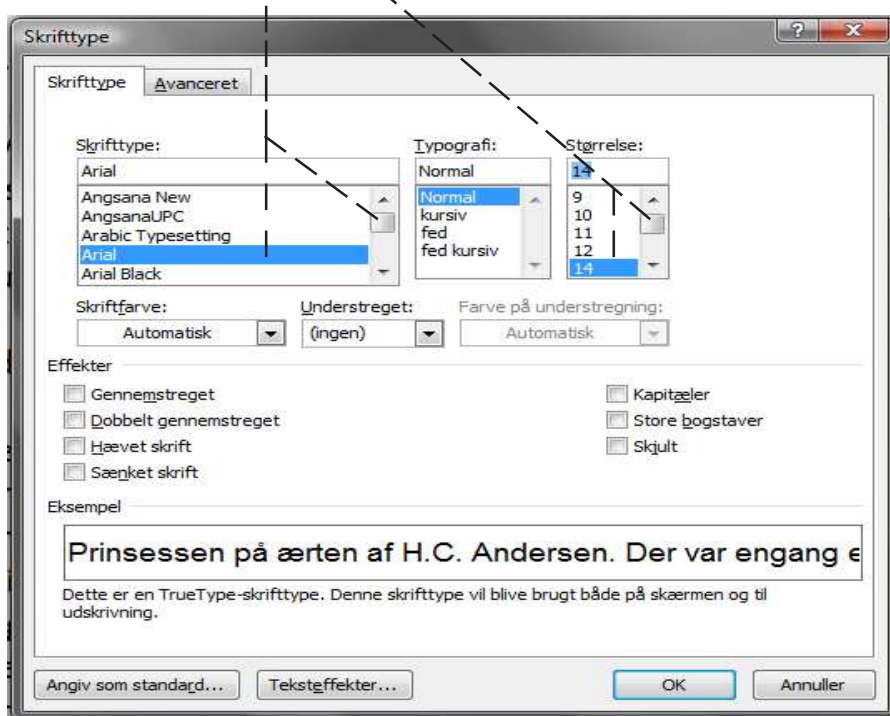 Skrifttype
Skrifttype Avanceret
Skrifttype: Typografi: Størrelse:
Arial Normal 14
Angsana New Normal 9
AngsanaUPC kursiv 10
Arabic Typesetting fed 11
Arial fed kursiv 12
Arial Black 14
Skriftfarve: Understreget: Farve på understregning:
Automatisk (ingen) Automatisk
Effekter
Gennemstreget Kapitæler
Dobbelt gennemstreget Store bogstaver
Hævet skrift Skjult
Sænket skrift
Eksempel
Prinsessen på ærten af H.C. Andersen. Der var engang e
Dette er en TrueType-skrifttype. Denne skrifttype vil blive brugt både på skærmen og til
udskrivning.
Angiv som standard... Teksteffekter... OK Annuller